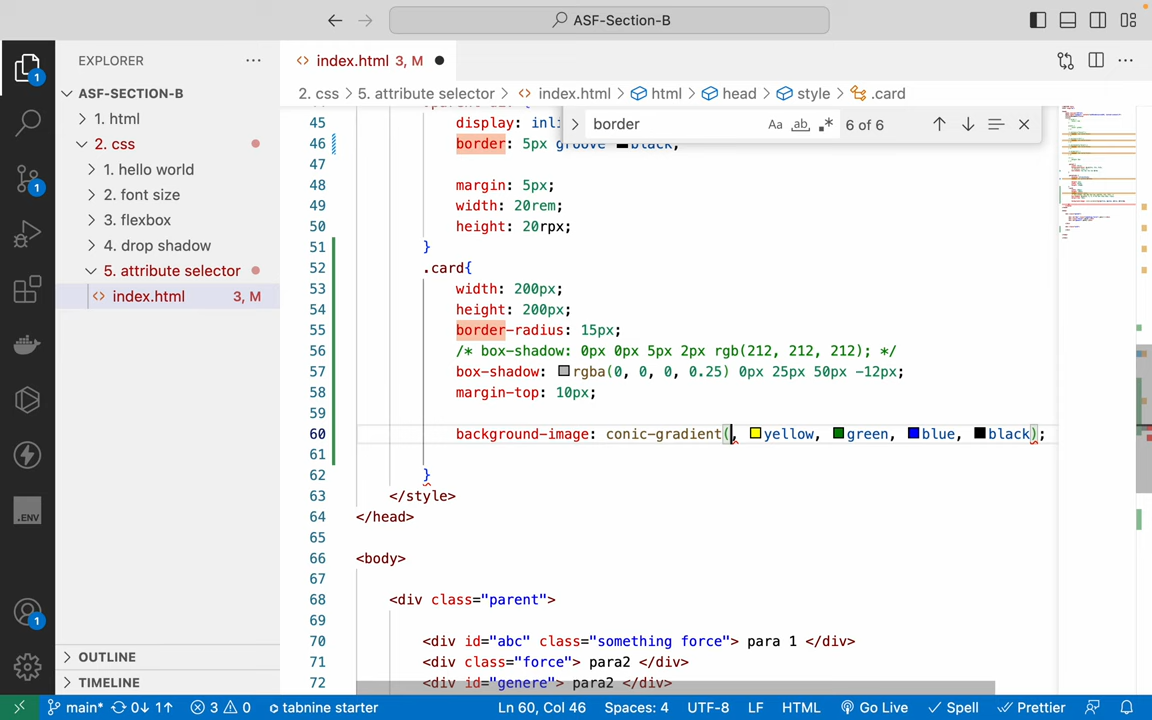 ASF-Section-B
EXPLORER
index.html 3, M
2. css > 5. attribute selector > index.html > html > head > style > .card
ASF-SECTION-B
1. html
2. css
1. hello world
2. font size
3. flexbox
4. drop shadow
5. attribute selector
index.html 3, M
border Aa ab .* 6 of 6
45 display: inli
46 border: 5px groove black;
47
48 margin: 5px;
49 width: 20rem;
50 height: 20rpx;
51 }
52 .card{
53 width: 200px;
54 height: 200px;
55 border-radius: 15px;
56 /* box-shadow: 0px 0px 5px 2px rgb(212, 212, 212); */
57 box-shadow: rgba(0, 0, 0, 0.25) 0px 25px 50px -12px;
58 margin-top: 10px;
59
60 background-image: conic-gradient(, yellow, green, blue, black);
61
62 }
63 </style>
64 </head>
65
66 <body>
67
68 <div class="parent">
69
70 <div id="abc" class="something force"> para 1 </div>
71 <div class="force"> para2 </div>
72 <div id="genere"> para2 </div>
1
1
.ENV
1
OUTLINE
TIMELINE
main* 0↓ 1↑ 3 0 tabnine starter Ln 60, Col 46 Spaces: 4 UTF-8 LF HTML Go Live Spell Prettier